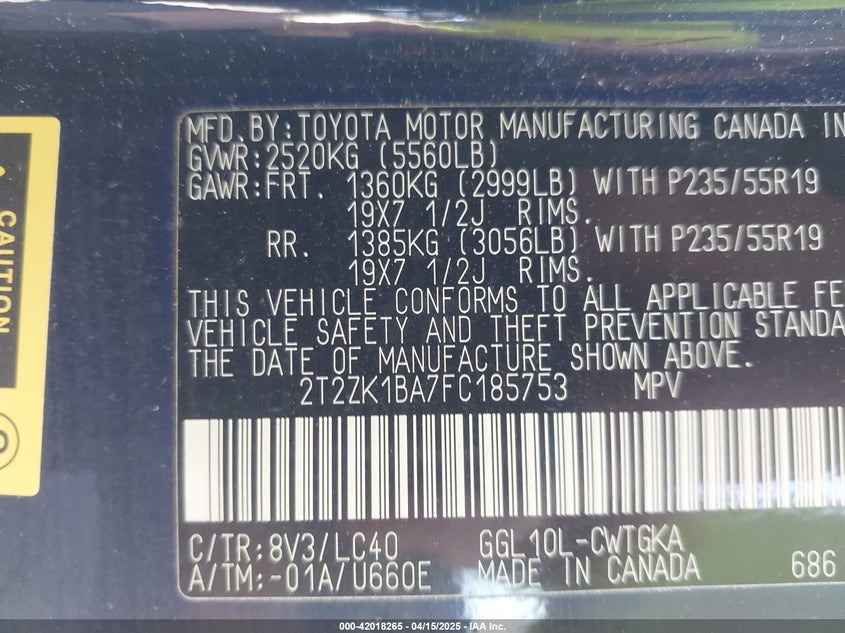 MFD.BY:TOYOTA MOTOR MANUFACTURING CANADA IN
GVWR:2520KG (5560LB)
GAWR:FRT. 1360KG (2999LB) WITH P235/55R19
19X7 1/2J RIMS.
RR. 1385KG (3056LB) WITH P235/55R19
19X7 1/2J RIMS.
THIS VEHICLE CONFORMS TO ALL APPLICABLE FE
VEHICLE SAFETY AND THEFT PREVENTION STANDA
THE DATE OF MANUFACTURE SHOWN ABOVE.
2T2ZK1BA7FC185753 MPV
C/TR:8V3/LC40 GGL10L-CWTGKA
A/TM:-01A/U660E MADE IN CANADA 686
CAUTION
000-42018265 - 04/15/2025 - IAA Inc.